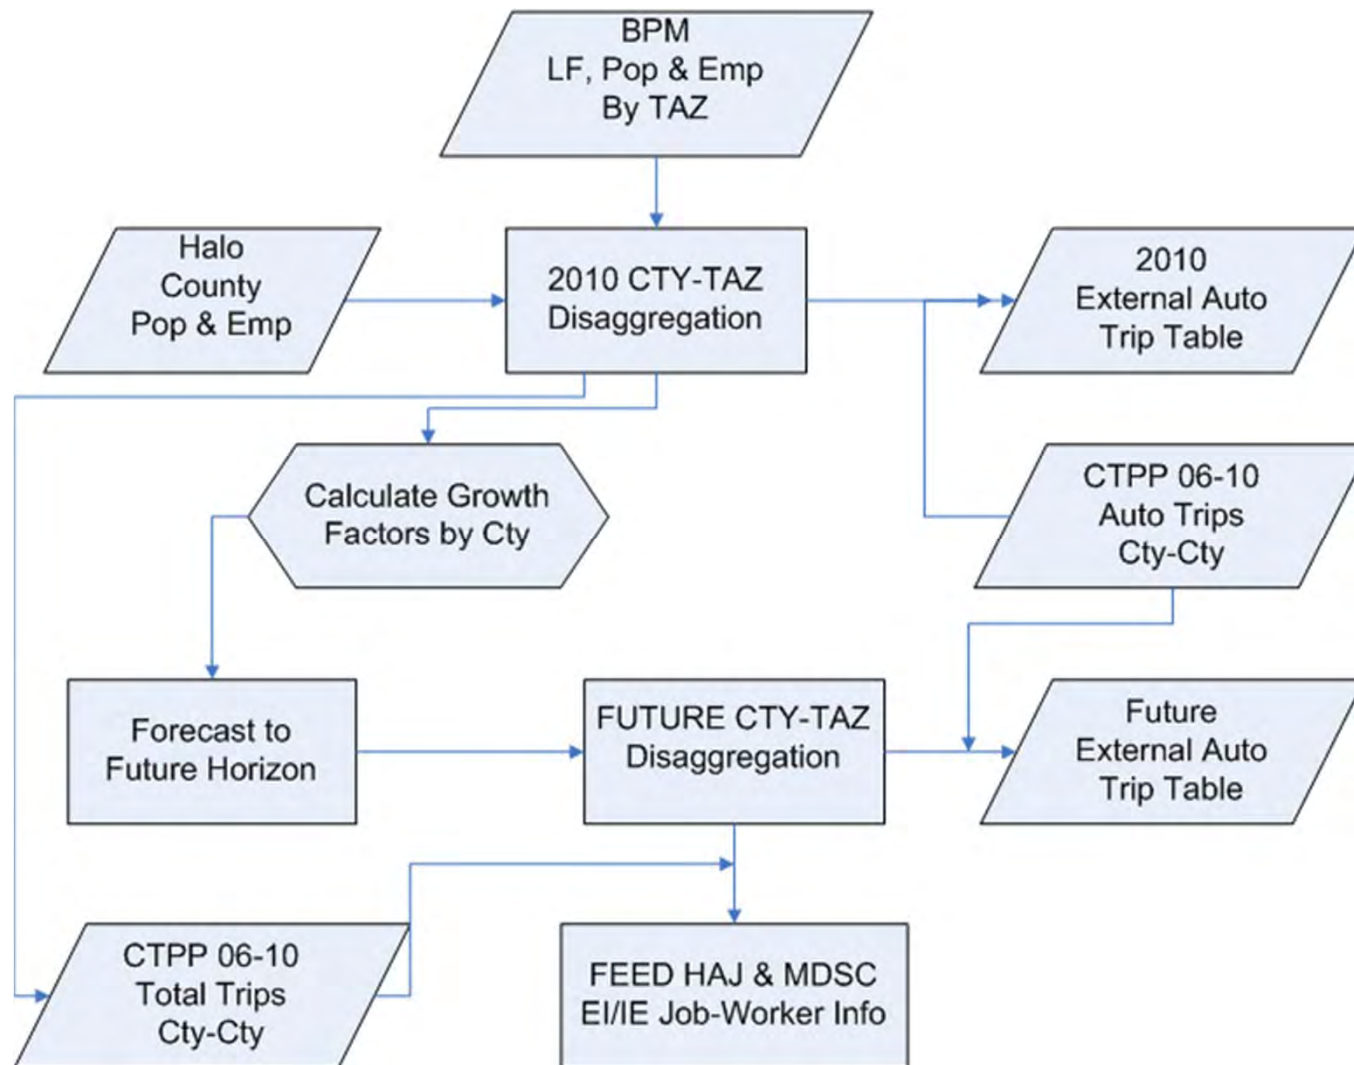 BPM
LF, Pop & Emp
By TAZ
Halo
County
Pop & Emp
2010 CTY-TAZ
Disaggregation
2010
External Auto
Trip Table
Calculate Growth
Factors by Cty
CTPP 06-10
Auto Trips
Cty-Cty
Forecast to
Future Horizon
FUTURE CTY-TAZ
Disaggregation
Future
External Auto
Trip Table
CTPP 06-10
Total Trips
Cty-Cty
FEED HAJ & MDSC
EI/IE Job-Worker Info